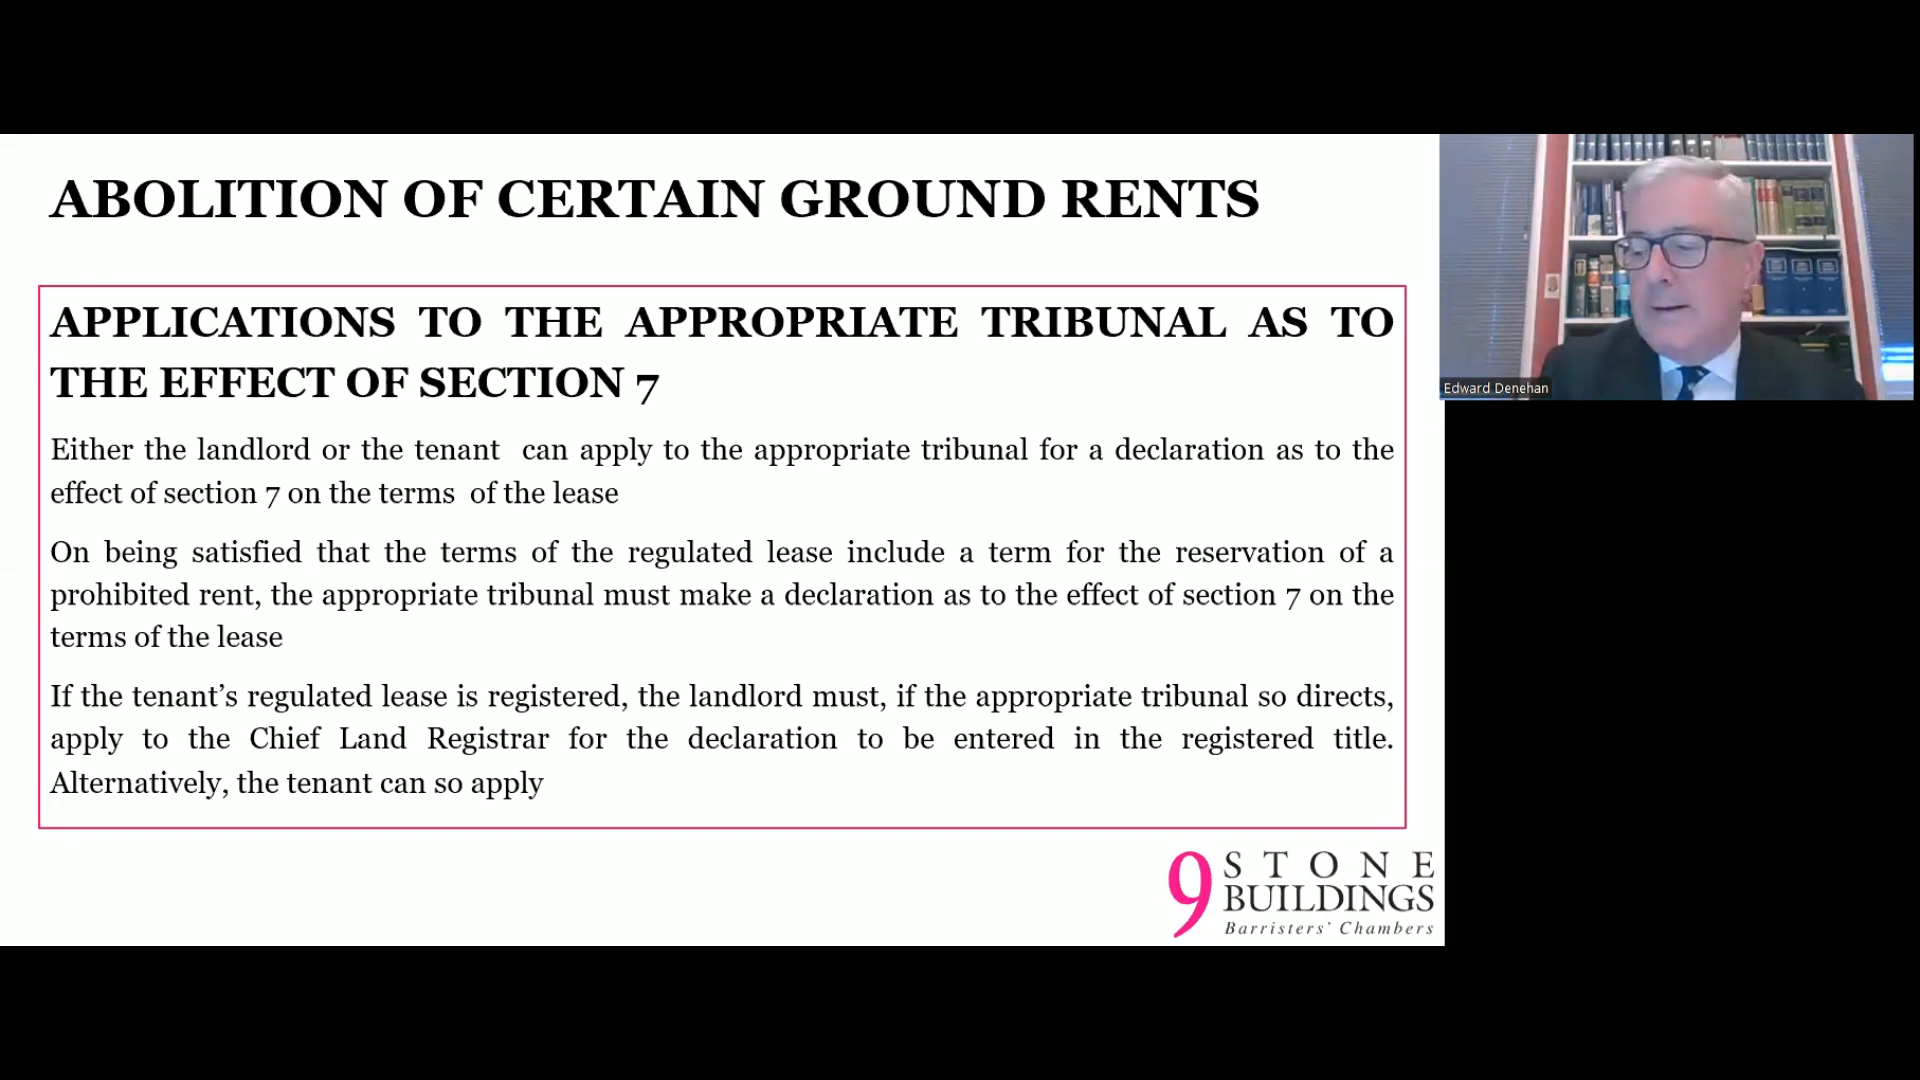 ABOLITION OF CERTAIN GROUND RENTS
APPLICATIONS TO THE APPROPRIATE TRIBUNAL AS TO
THE EFFECT OF SECTION 7
Either the landlord or the tenant can apply to the appropriate tribunal for a declaration as to the
effect of section 7 on the terms of the lease
On being satisfied that the terms of the regulated lease include a term for the reservation of a
prohibited rent, the appropriate tribunal must make a declaration as to the effect of section 7 on the
terms of the lease
If the tenant’s regulated lease is registered, the landlord must, if the appropriate tribunal so directs,
apply to the Chief Land Registrar for the declaration to be entered in the registered title.
Alternatively, the tenant can so apply
9 STONE
BUILDINGS
Barristers' Chambers
Edward Denehan